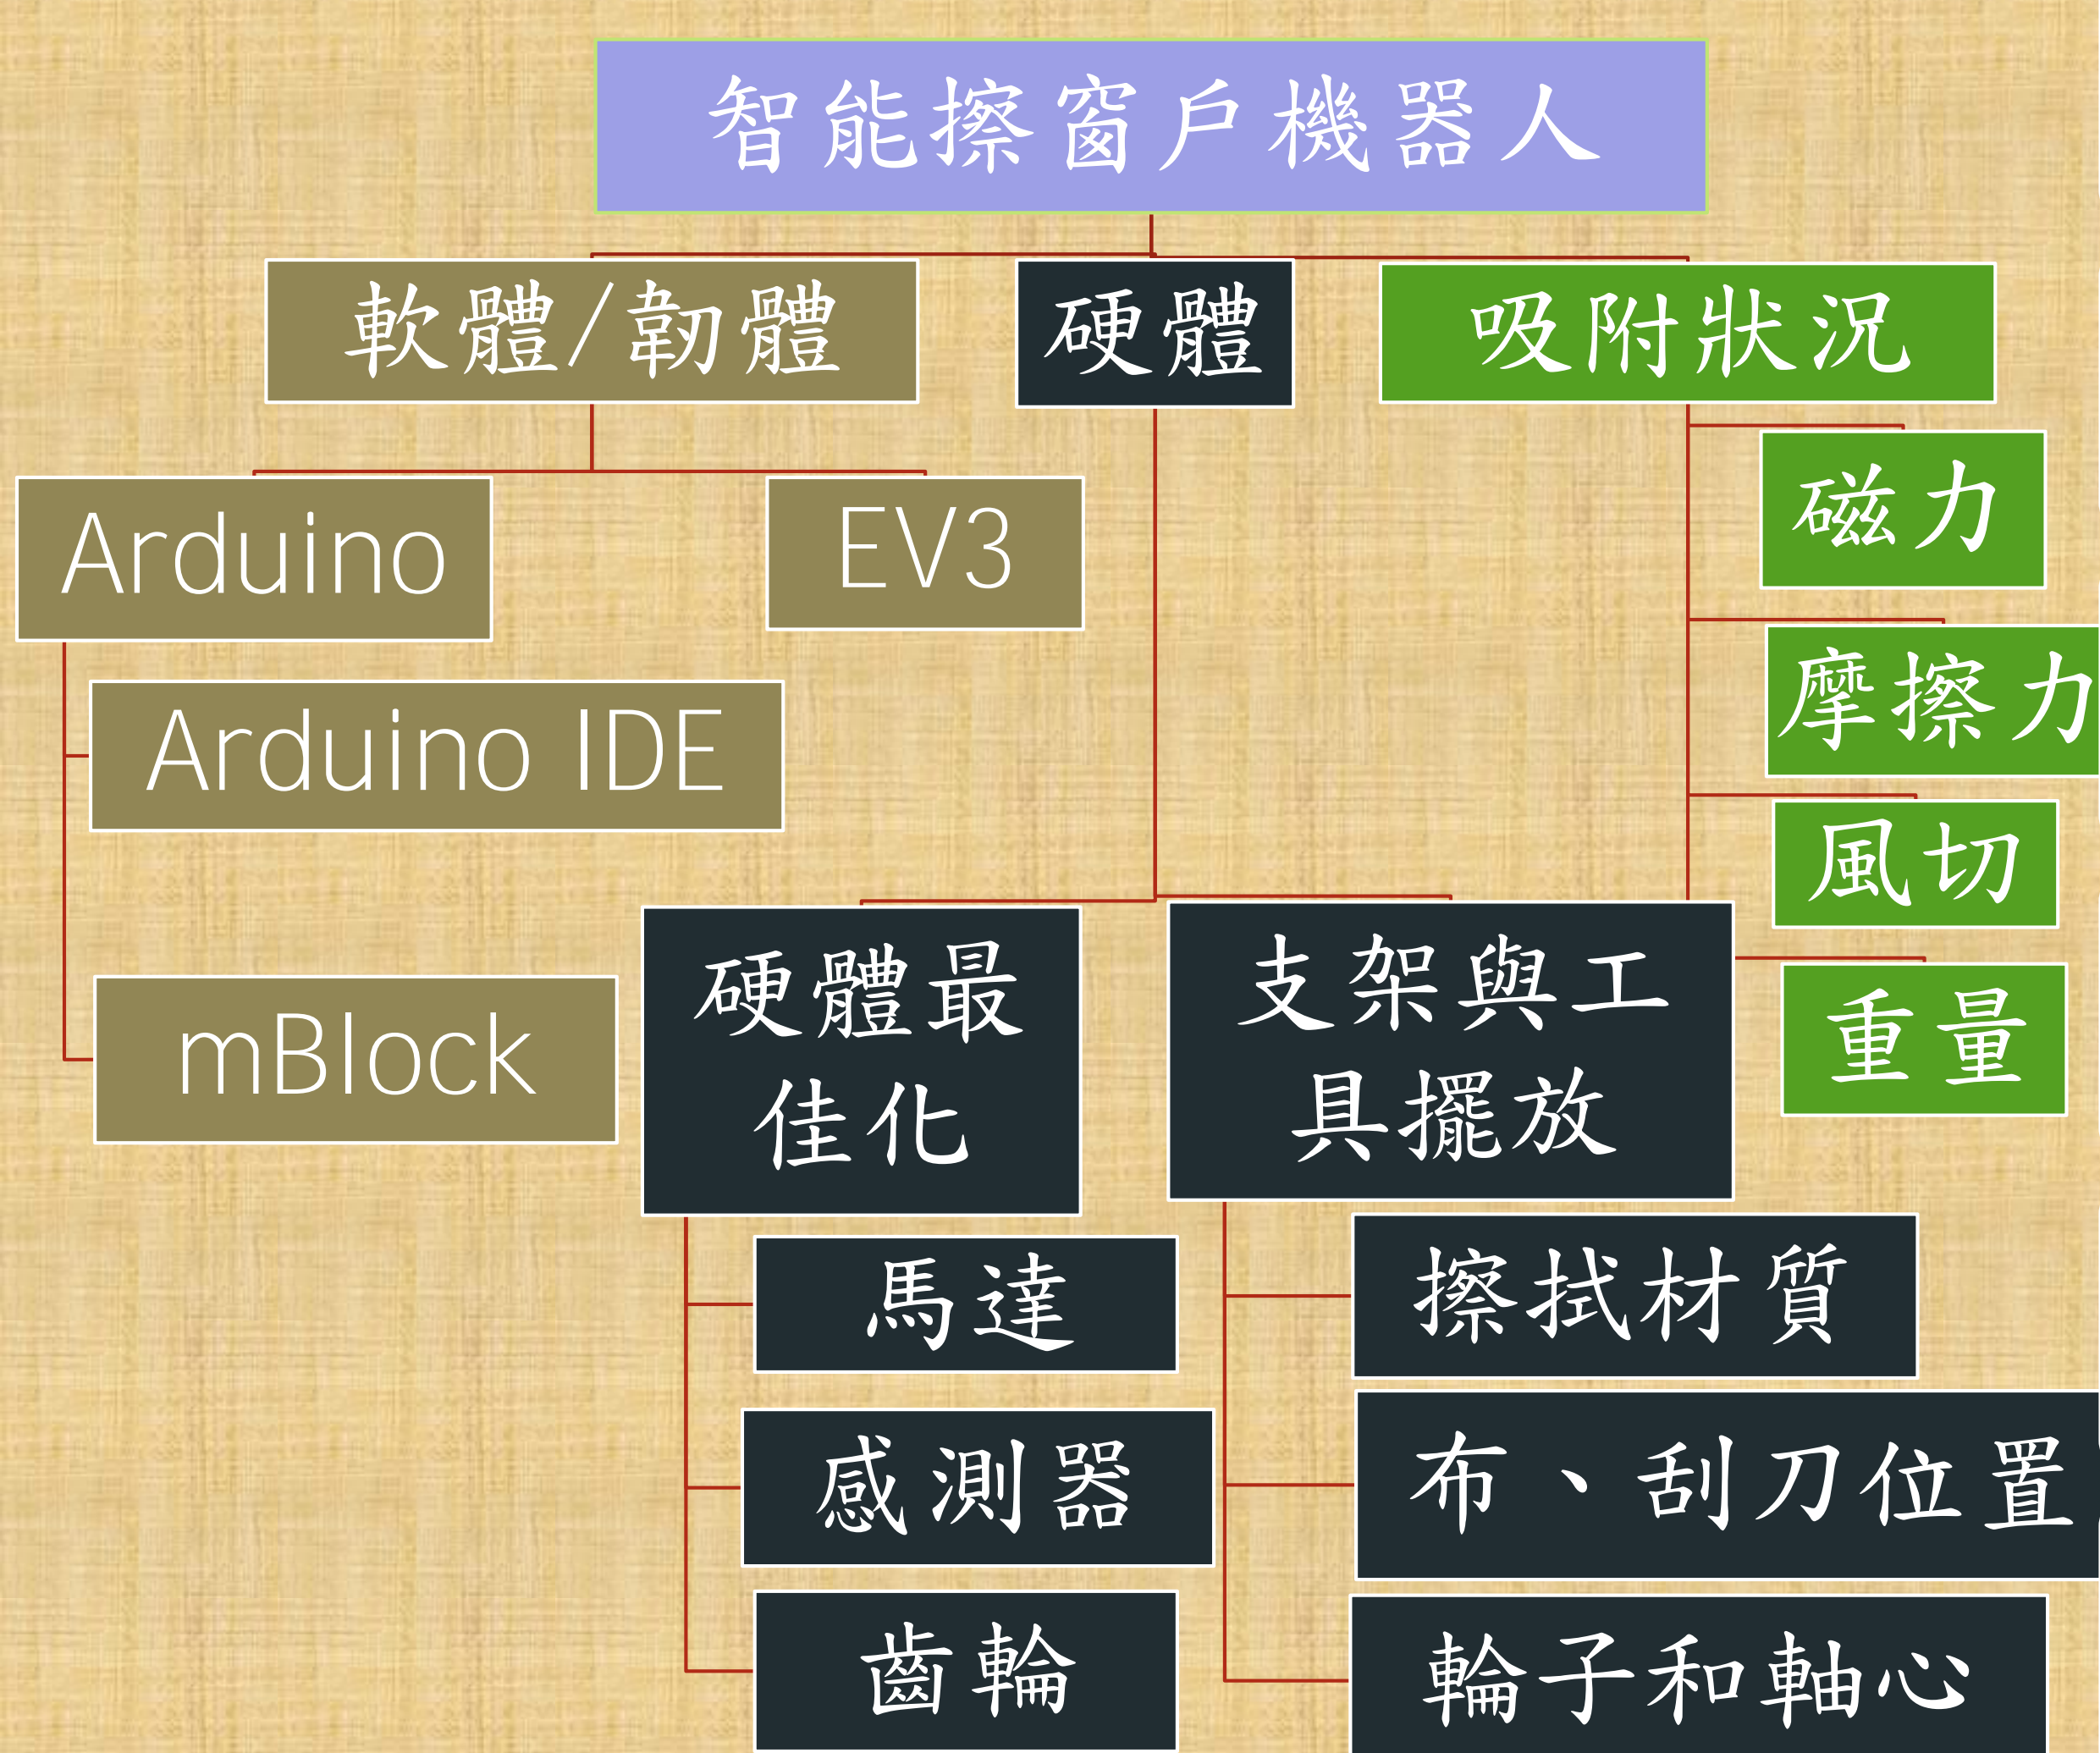 智能擦窗戶機器人
軟體/韌體
硬體
吸附狀況
Arduino
EV3
磁力
Arduino IDE
摩擦力
風切
mBlock
硬體最
佳化
支架與工
具擺放
重量
馬達
擦拭材質
感測器
布、刮刀位置
齒輪
輪子和軸心